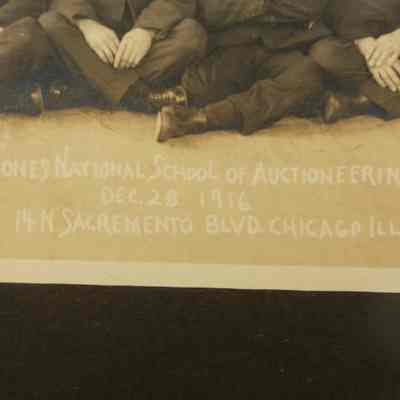 ONES NATIONAL SCHOOL OF AUCTIONEERIN
DEC. 28 1916
14 N SACREMENTO BLVD. CHICAGO ILL